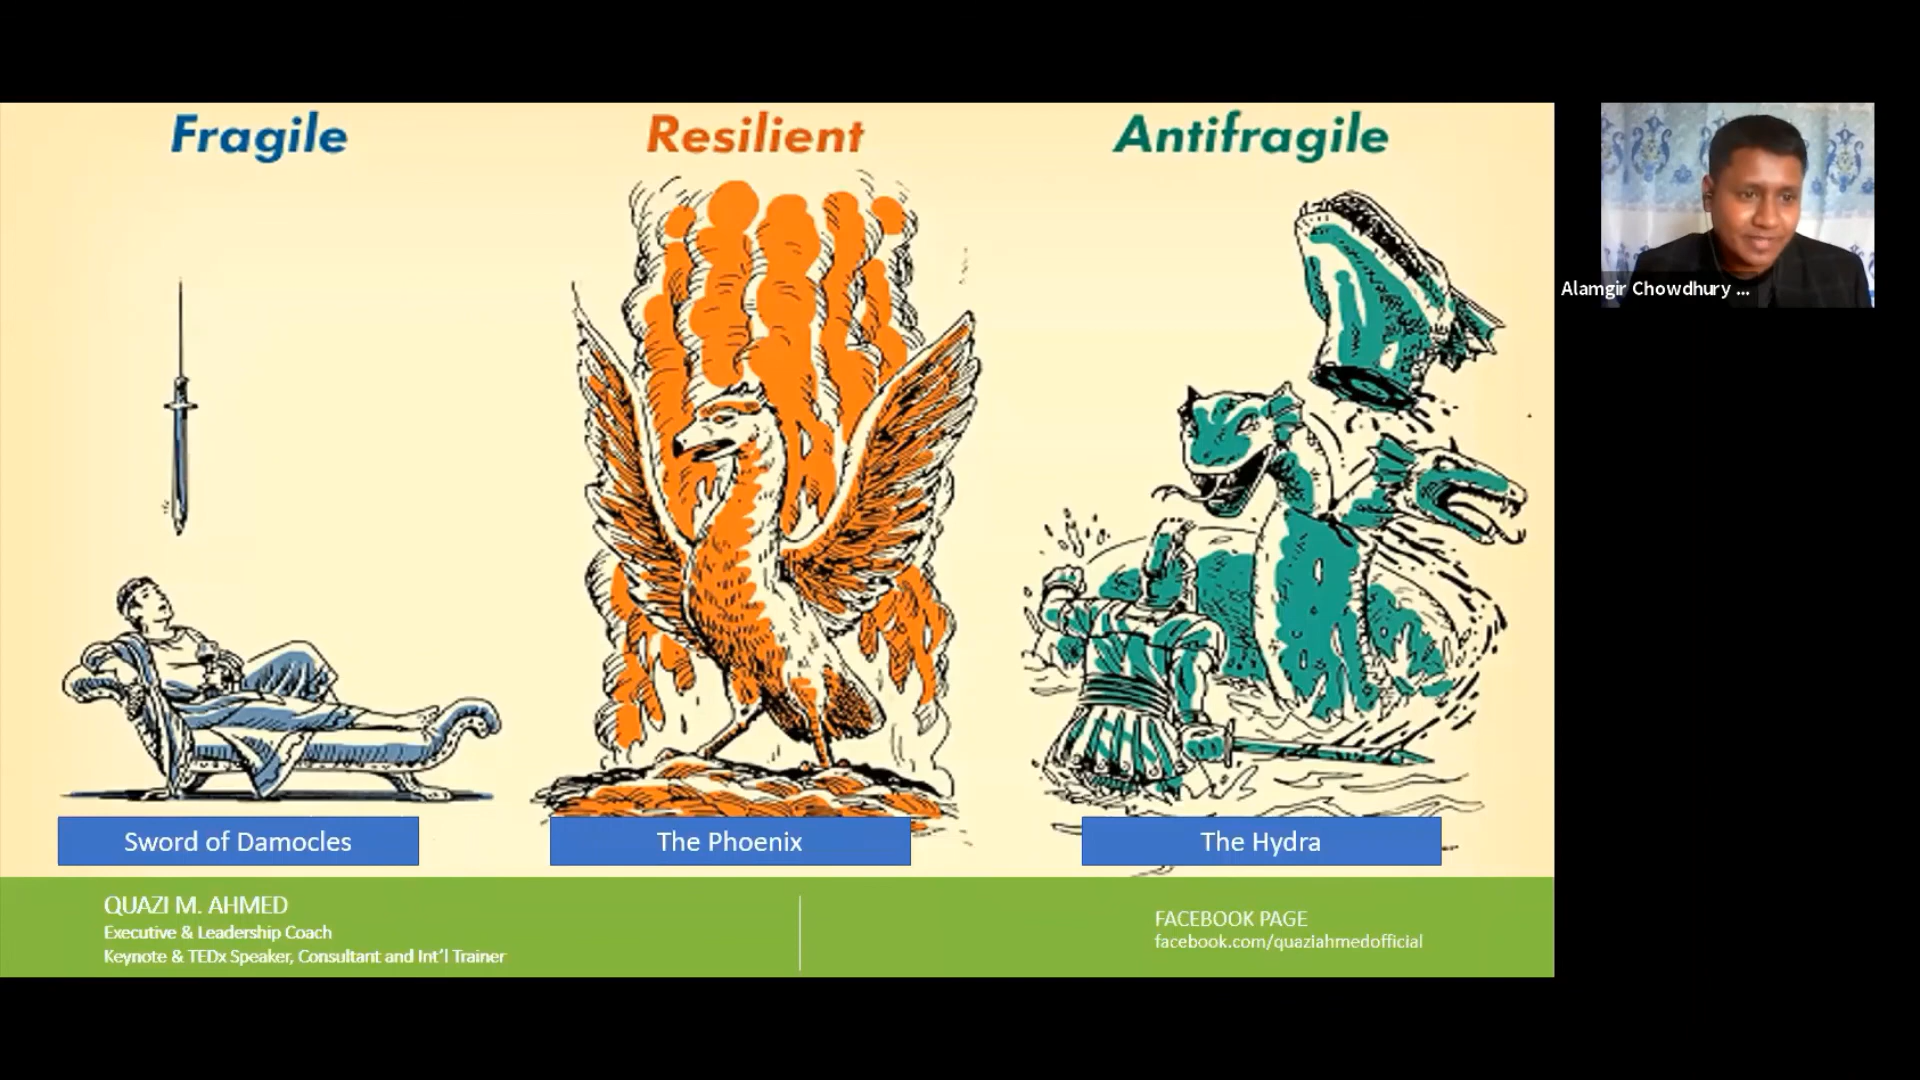 Fragile
Resilient
Antifragile
Alamgir Chowdhury ...
Sword of Damocles
The Phoenix
The Hydra
QUAZI M. AHMED
Executive & Leadership Coach
Keynote & TEDx Speaker, Consultant and Int'l Trainer
FACEBOOK PAGE
facebook.com/quaziahmedofficial